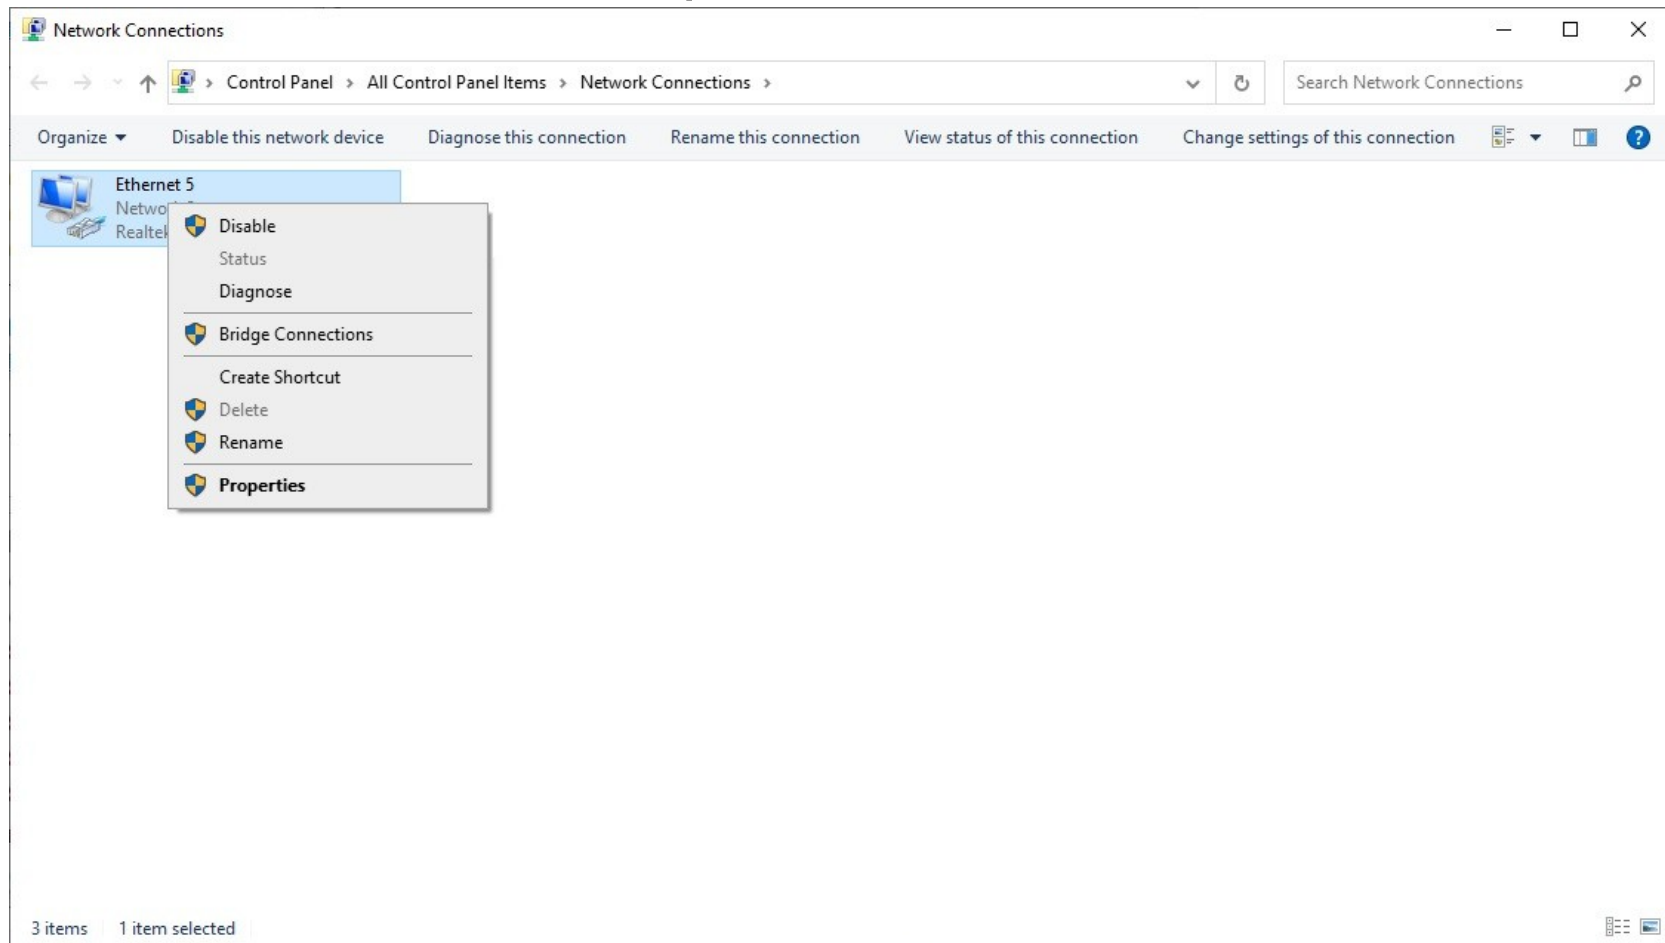 Network Connections
Control Panel > All Control Panel Items > Network Connections >
Search Network Connections
Organize Disable this network device Diagnose this connection Rename this connection View status of this connection Change settings of this connection
Ethernet 5
Disable
Status
Diagnose
Bridge Connections
Create Shortcut
Delete
Rename
Properties
3 items 1 item selected